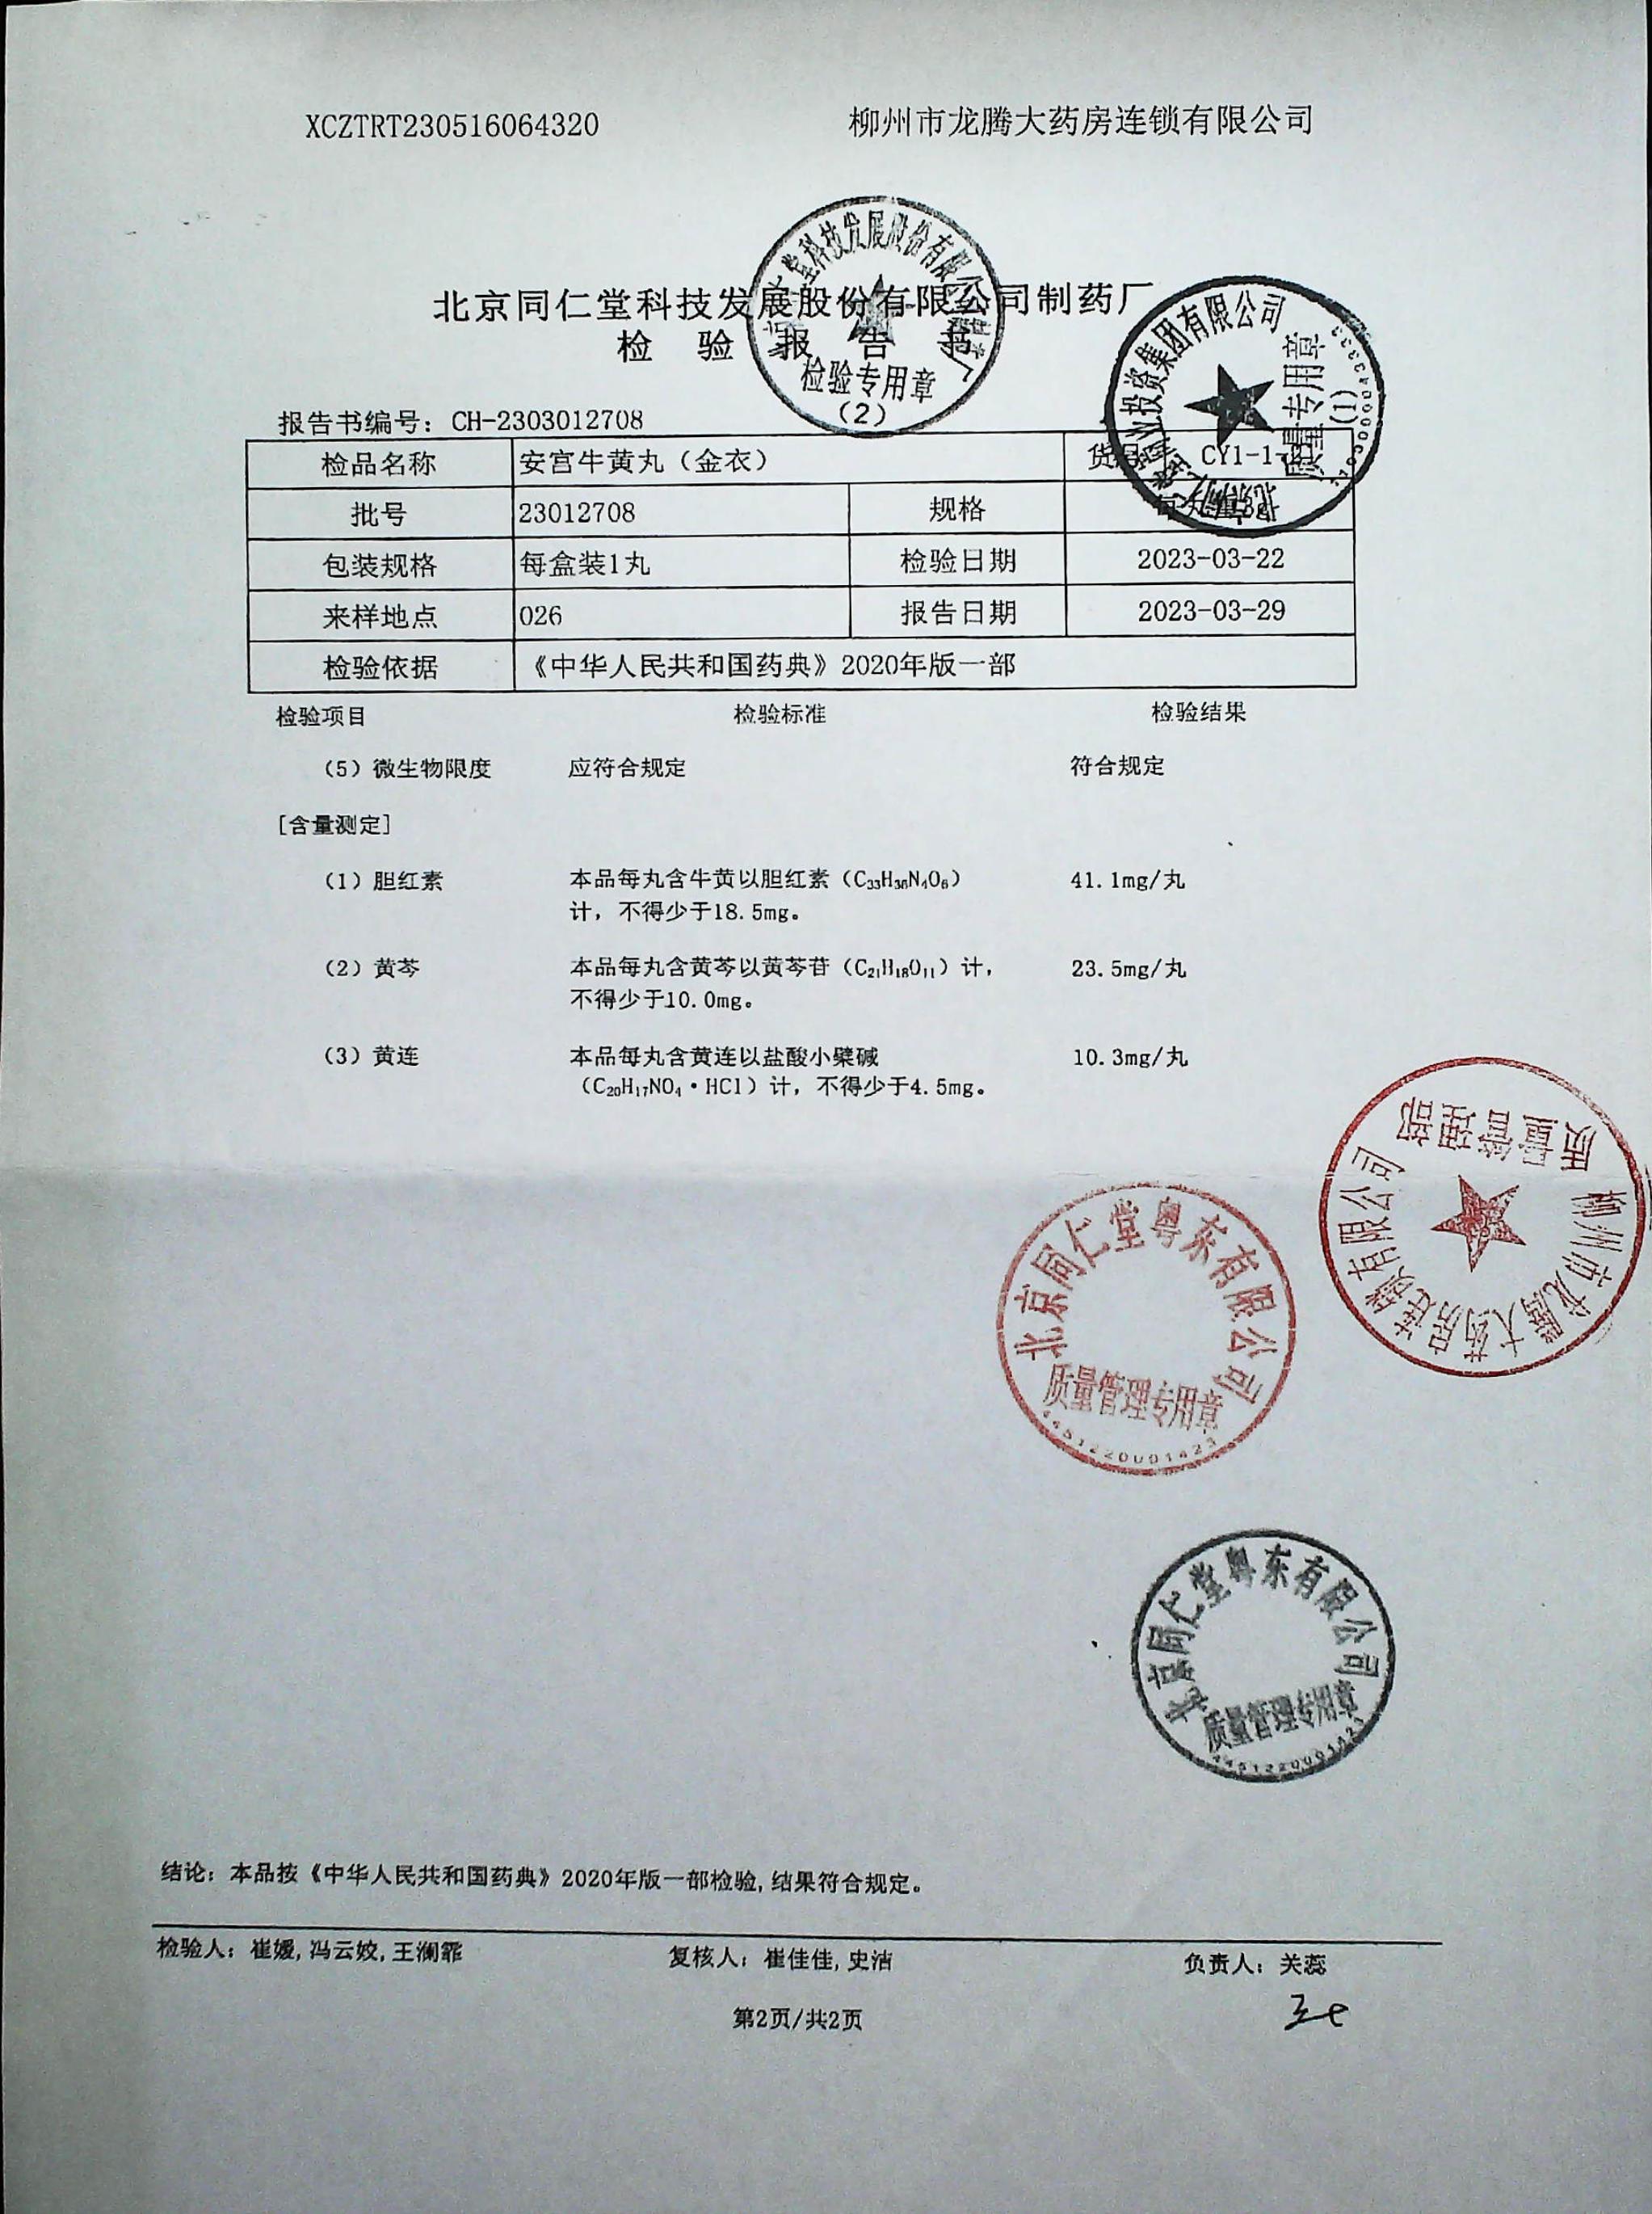 XCZTRT230516064320 柳州市龙腾大药房连锁有限公司
北京同仁堂科技发展股份有限公司制药厂
检 验 报 告 书
检验专用章
(2)
质量专用章
(1)
报告书编号：CH-2303012708
检品名称 安宫牛黄丸（金衣） CY1-1-
批号 23012708 规格
包装规格 每盒装1丸 检验日期 2023-03-22
来样地点 026 报告日期 2023-03-29
检验依据 《中华人民共和国药典》2020年版一部
检验项目 检验标准 检验结果
（5）微生物限度 应符合规定 符合规定
[含量测定]
（1）胆红素 本品每丸含牛黄以胆红素（C₃₃H₃₆N₄O₆） 41.1mg/丸
计，不得少于18.5mg。
（2）黄芩 本品每丸含黄芩以黄芩苷（C₂₁H₁₈O₁₁）计， 23.5mg/丸
不得少于10.0mg。
（3）黄连 本品每丸含黄连以盐酸小檗碱 10.3mg/丸
（C₂₀H₁₇NO₄·HCl）计，不得少于4.5mg。
柳州市龙腾大药房连锁有限公司
质量管理部
北京同仁堂粤东有限公司
质量管理专用章
4451220001423
北京同仁堂粤东有限公司
质量管理专用章
结论：本品按《中华人民共和国药典》2020年版一部检验,结果符合规定。
检验人：崔媛,冯云姣,王澜霏 复核人：崔佳佳,史洁 负责人：关蕊
第2页/共2页